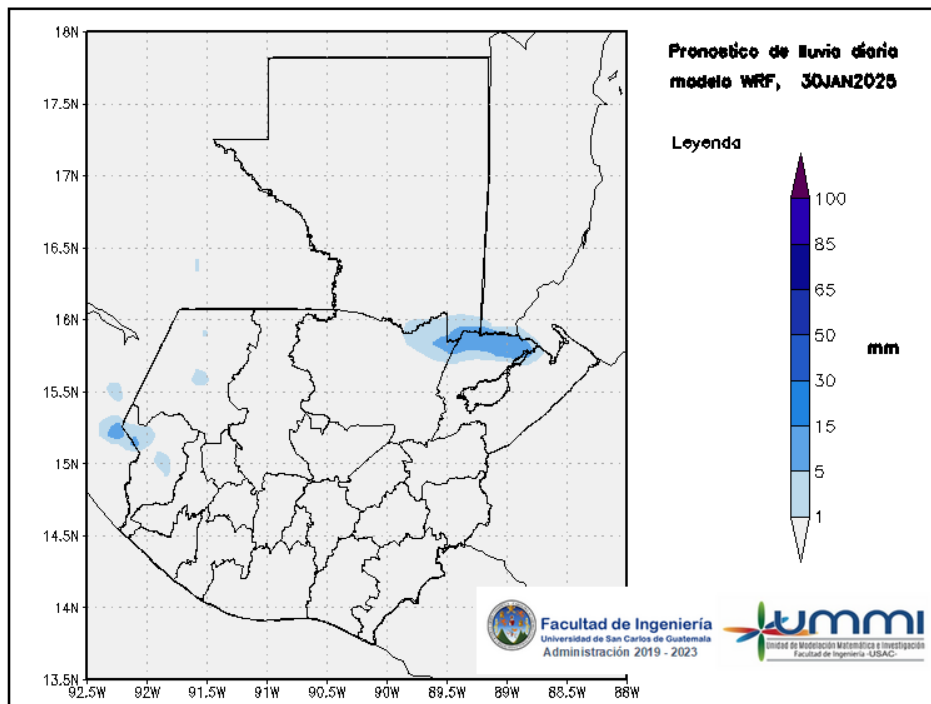 Pronostico de lluvia diaria
modelo WRF, 30JAN2025
Leyenda
100
85
65
50
30
15
5
1
mm
18N
17.5N
17N
16.5N
16N
15.5N
15N
14.5N
14N
13.5N
92.5W 92W 91.5W 91W 90.5W 90W 89.5W 89W 88.5W 88W
Facultad de Ingeniería
Universidad de San Carlos de Guatemala
Administración 2019 - 2023
ummi
Unidad de Modelación Matemática e Investigación
Facultad de Ingeniería -USAC-